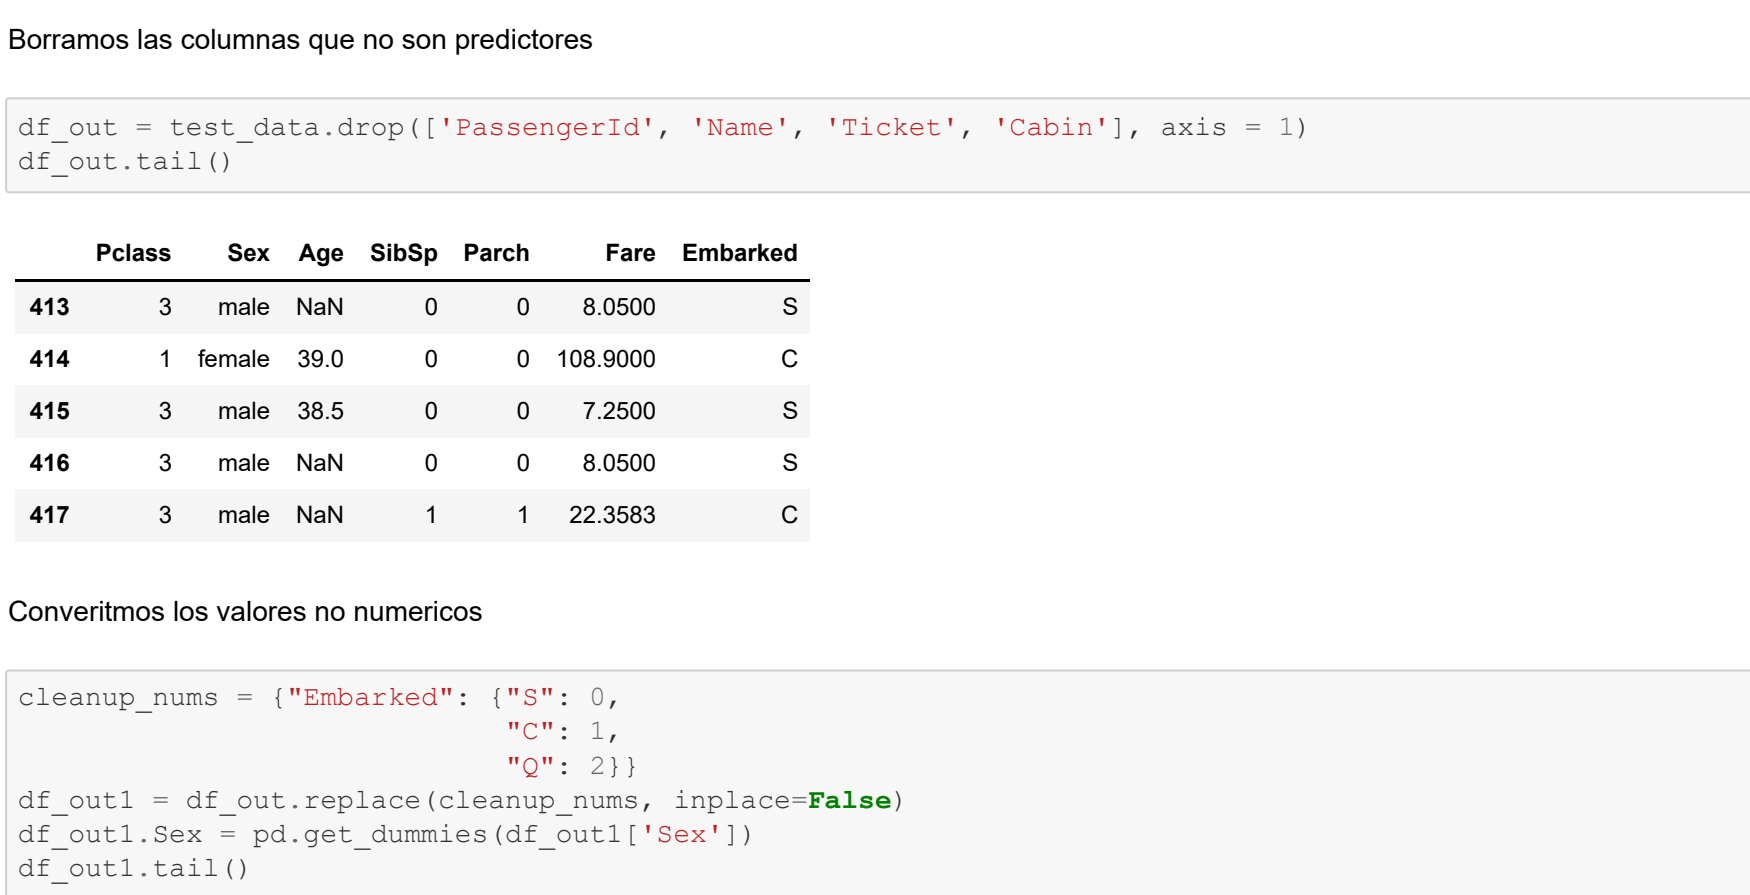 Borramos las columnas que no son predictores
df_out = test_data.drop(['PassengerId', 'Name', 'Ticket', 'Cabin'], axis = 1)
df_out.tail()
Pclass Sex Age SibSp Parch Fare Embarked
413 3 male NaN 0 0 8.0500 S
414 1 female 39.0 0 0 108.9000 C
415 3 male 38.5 0 0 7.2500 S
416 3 male NaN 0 0 8.0500 S
417 3 male NaN 1 1 22.3583 C
Converitmos los valores no numericos
cleanup_nums = {"Embarked": {"S": 0,
"C": 1,
"Q": 2}}
df_out1 = df_out.replace(cleanup_nums, inplace=False)
df_out1.Sex = pd.get_dummies(df_out1['Sex'])
df_out1.tail()